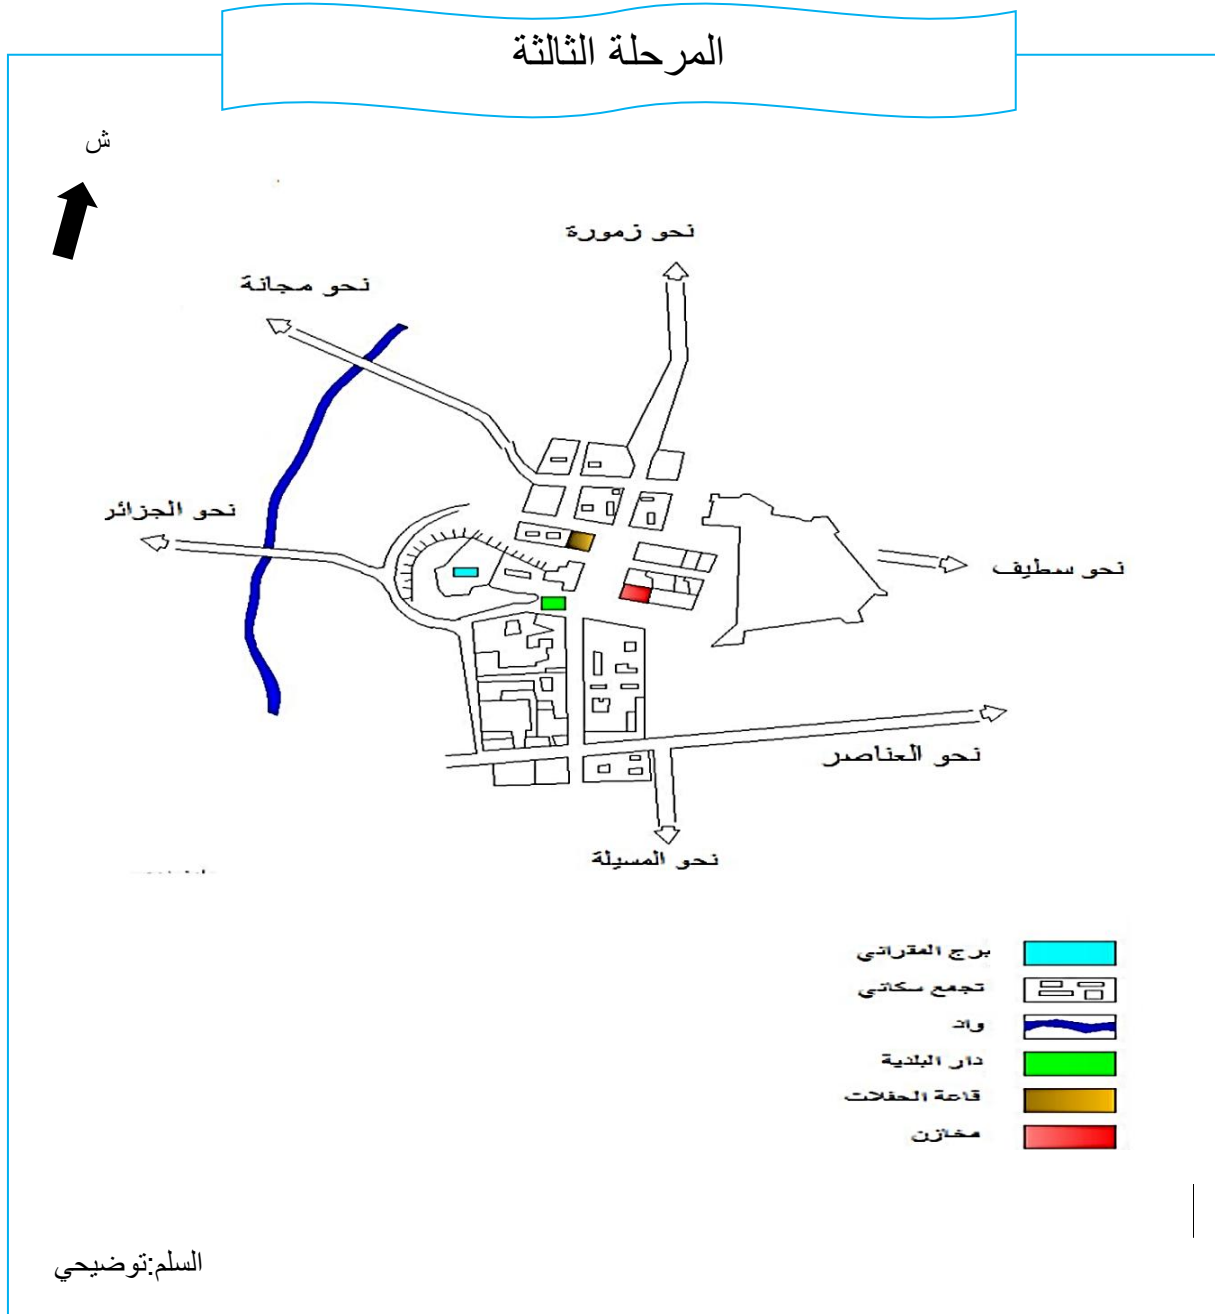 المرحلة الثالثة
ش
نحو زمورة
نحو مجانة
نحو الجزائر
نحو سطيف
نحو العناصر
نحو المسيلة
برج المقراني
تجمع سكاني
واد
دار البلدية
قاعة الحفلات
مخازن
السلم:توضيحي